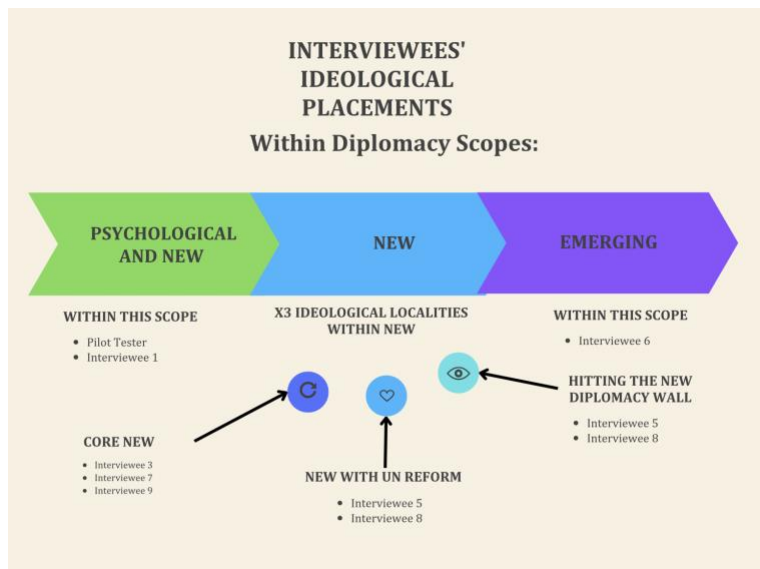 INTERVIEWEES'
IDEOLOGICAL
PLACEMENTS
Within Diplomacy Scopes:
PSYCHOLOGICAL
AND NEW
NEW
EMERGING
WITHIN THIS SCOPE
• Pilot Tester
• Interviewee 1
X3 IDEOLOGICAL LOCALITIES
WITHIN NEW
WITHIN THIS SCOPE
• Interviewee 6
HITTING THE NEW
DIPLOMACY WALL
• Interviewee 5
• Interviewee 8
CORE NEW
• Interviewee 3
• Interviewee 7
• Interviewee 9
NEW WITH UN REFORM
• Interviewee 5
• Interviewee 8